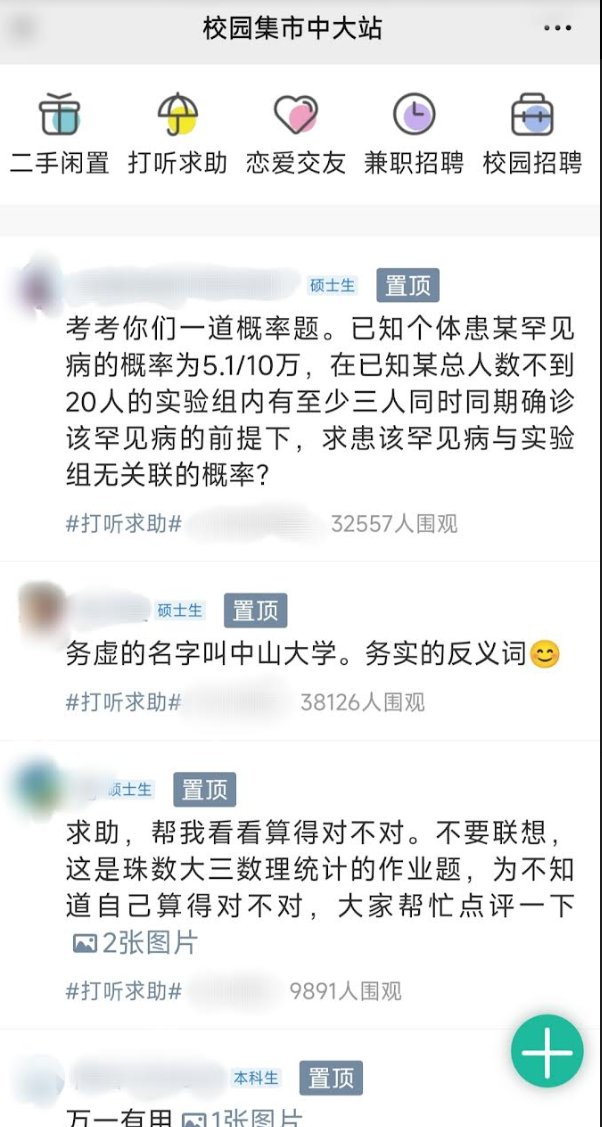 校园集市中大站
二手闲置 打听求助 恋爱交友 兼职招聘 校园招聘
硕士生 置顶
考考你们一道概率题。已知个体患某罕见
病的概率为5.1/10万，在已知某总人数不到
20人的实验组内有至少三人同时同期确诊
该罕见病的前提下，求患该罕见病与实验
组无关联的概率？
#打听求助# 32557人围观
硕士生 置顶
务虚的名字叫中山大学。务实的反义词😊
#打听求助# 38126人围观
硕士生 置顶
求助，帮我看看算得对不对。不要联想，
这是珠数大三数理统计的作业题，为不知
道自己算得对不对，大家帮忙点评一下
2张图片
#打听求助# 9891人围观
本科生 置顶
万一有用 1张图片